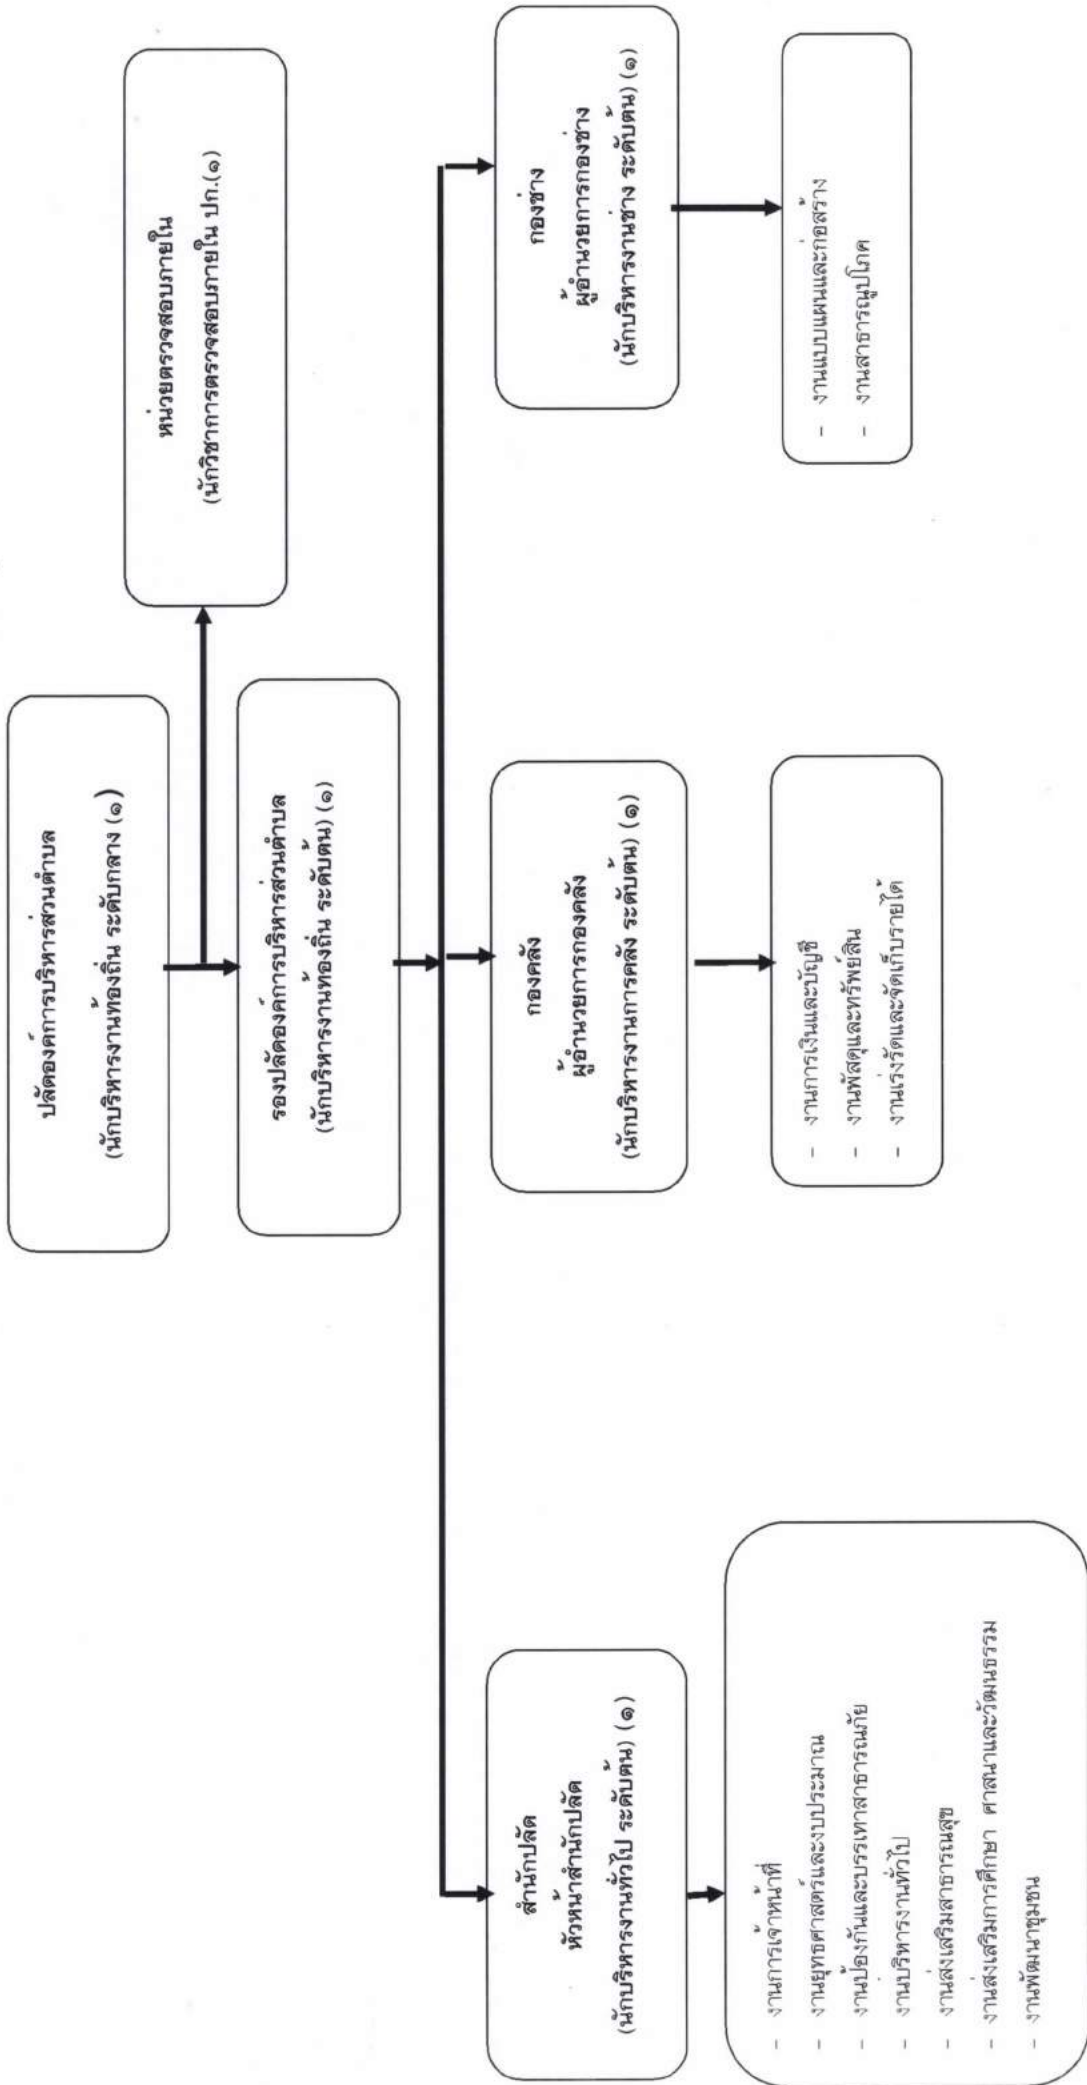 ปลัดองค์การบริหารส่วนตำบล
(นักบริหารงานท้องถิ่น ระดับกลาง (๑)
หน่วยตรวจสอบภายใน
(นักวิชาการตรวจสอบภายใน ปก.(๑)
รองปลัดองค์การบริหารส่วนตำบล
(นักบริหารงานท้องถิ่น ระดับต้น) (๑)
สำนักปลัด
หัวหน้าสำนักปลัด
(นักบริหารงานทั่วไป ระดับต้น) (๑)
- งานการเจ้าหน้าที่
- งานยุทธศาสตร์และงบประมาณ
- งานป้องกันและบรรเทาสาธารณภัย
- งานบริหารงานทั่วไป
- งานส่งเสริมสาธารณสุข
- งานส่งเสริมการศึกษา ศาสนาและวัฒนธรรม
- งานพัฒนาชุมชน
กองคลัง
ผู้อำนวยการกองคลัง
(นักบริหารงานการคลัง ระดับต้น) (๑)
- งานการเงินและบัญชี
- งานพัสดุและทรัพย์สิน
- งานเร่งรัดและจัดเก็บรายได้
กองช่าง
ผู้อำนวยการกองช่าง
(นักบริหารงานช่าง ระดับต้น) (๑)
- งานแบบแผนและก่อสร้าง
- งานสาธารณูปโภค